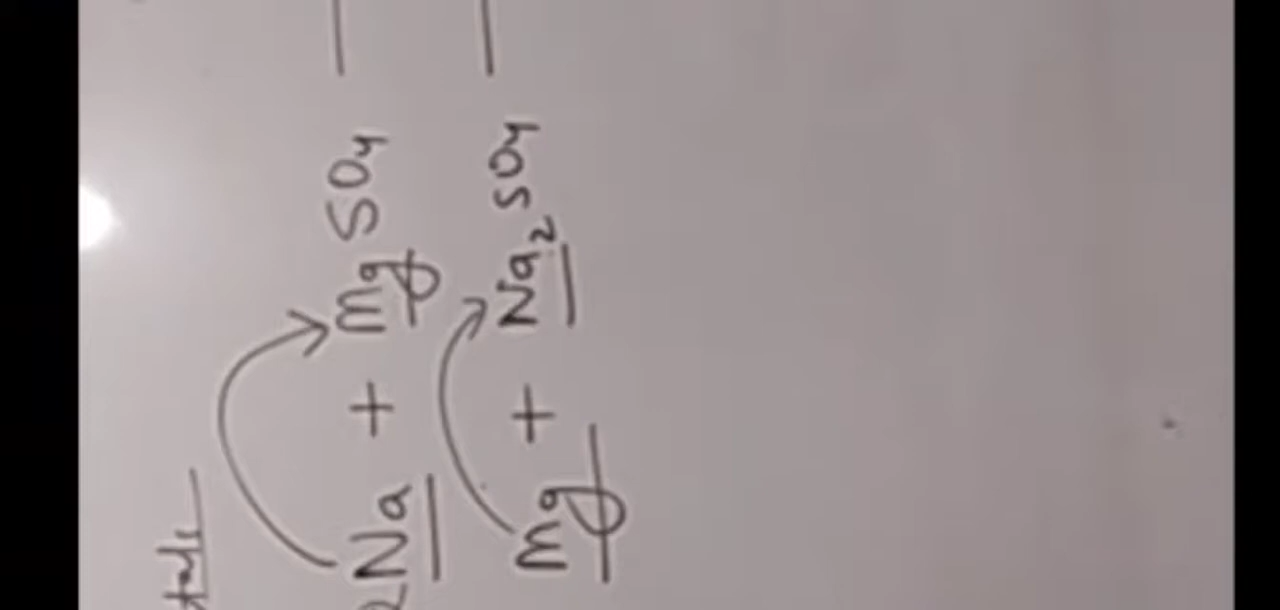 2Na + MgSO4 —
Mg + Na2SO4 —